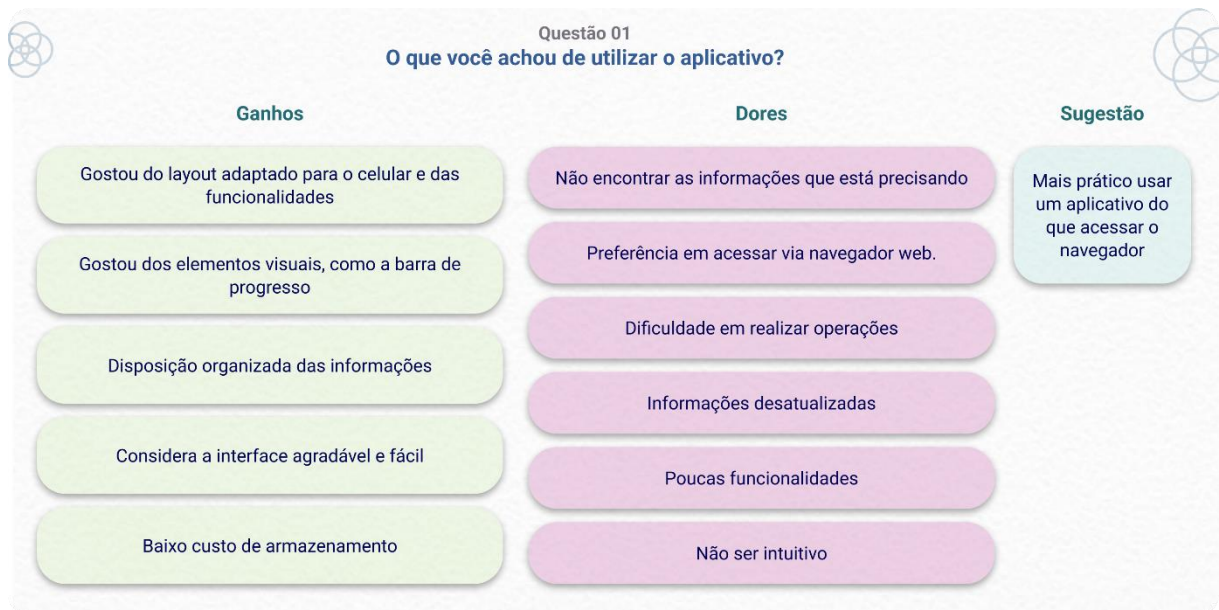 Questão 01
O que você achou de utilizar o aplicativo?
Ganhos
Gostou do layout adaptado para o celular e das
funcionalidades
Gostou dos elementos visuais, como a barra de
progresso
Disposição organizada das informações
Considera a interface agradável e fácil
Baixo custo de armazenamento
Dores
Não encontrar as informações que está precisando
Preferência em acessar via navegador web.
Dificuldade em realizar operações
Informações desatualizadas
Poucas funcionalidades
Não ser intuitivo
Sugestão
Mais prático usar
um aplicativo do
que acessar o
navegador